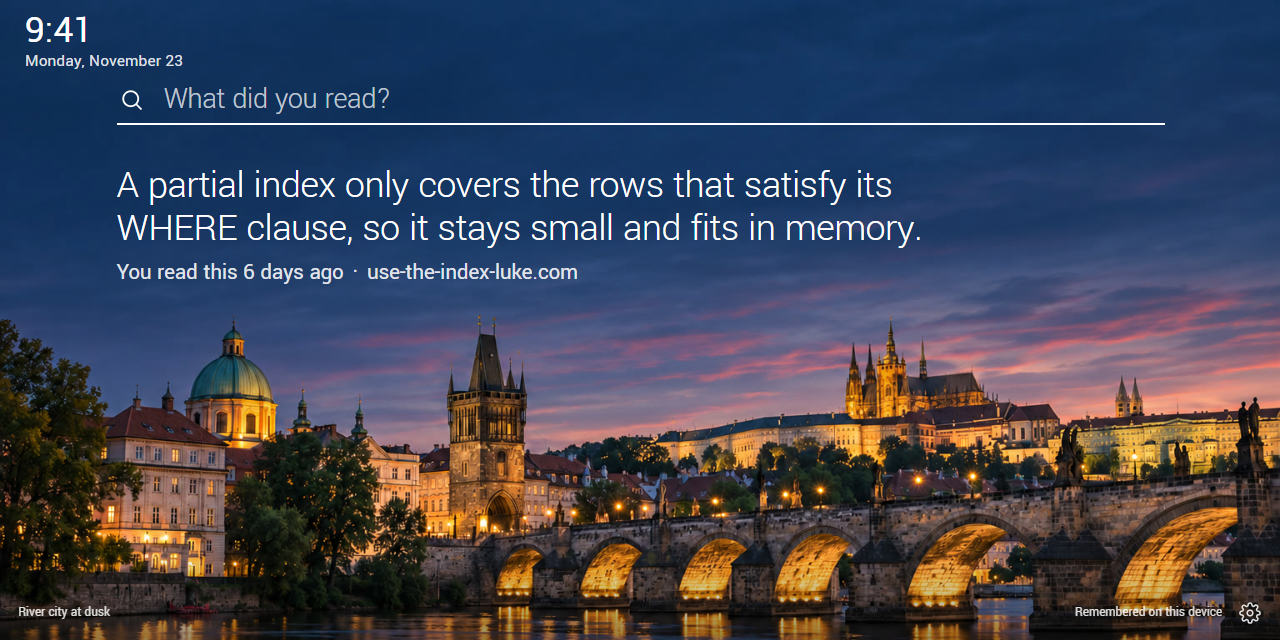 9:41
Monday, November 23
What did you read?
A partial index only covers the rows that satisfy its
WHERE clause, so it stays small and fits in memory.
You read this 6 days ago · use-the-index-luke.com
River city at dusk
Remembered on this device